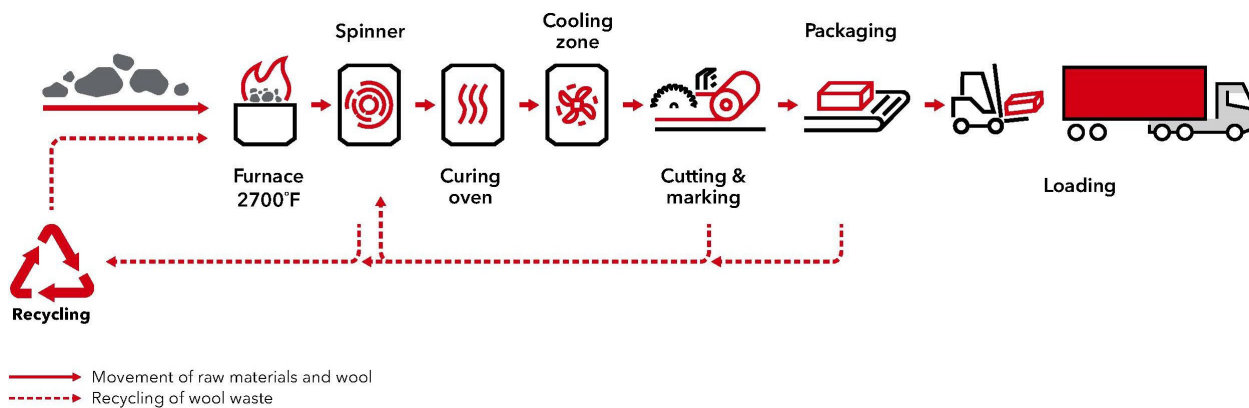 Spinner
Cooling
zone
Packaging
Furnace
2700°F
Curing
oven
Cutting &
marking
Loading
Recycling
Movement of raw materials and wool
Recycling of wool waste